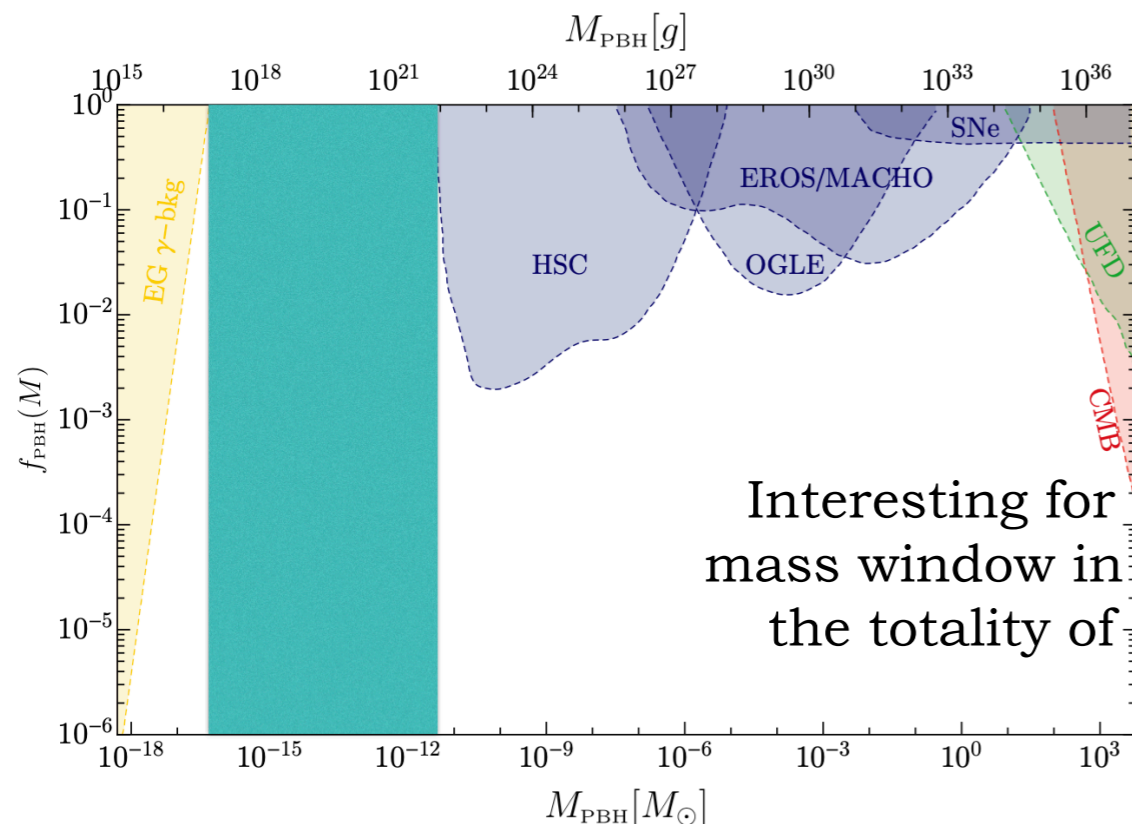 M_PBH[g]
10^15 10^18 10^21 10^24 10^27 10^30 10^33 10^36
10^0
10^−1
10^−2
10^−3
10^−4
10^−5
10^−6
f_PBH(M)
EG γ−bkg
HSC
EROS/MACHO
OGLE
SNe
UFD
CMB
Interesting for
mass window in
the totality of
10^−18 10^−15 10^−12 10^−9 10^−6 10^−3 10^0 10^3
M_PBH[M_⊙]